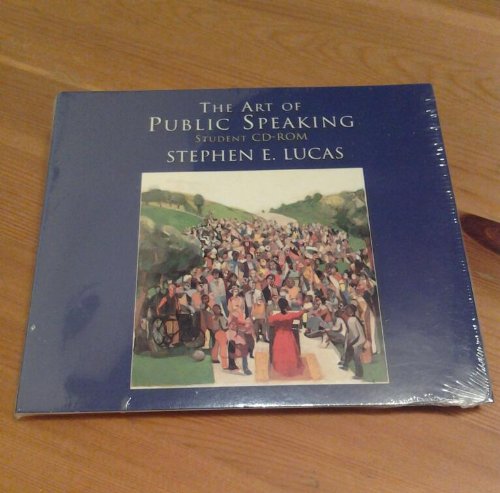 THE ART OF
PUBLIC SPEAKING
STUDENT CD-ROM
STEPHEN E. LUCAS